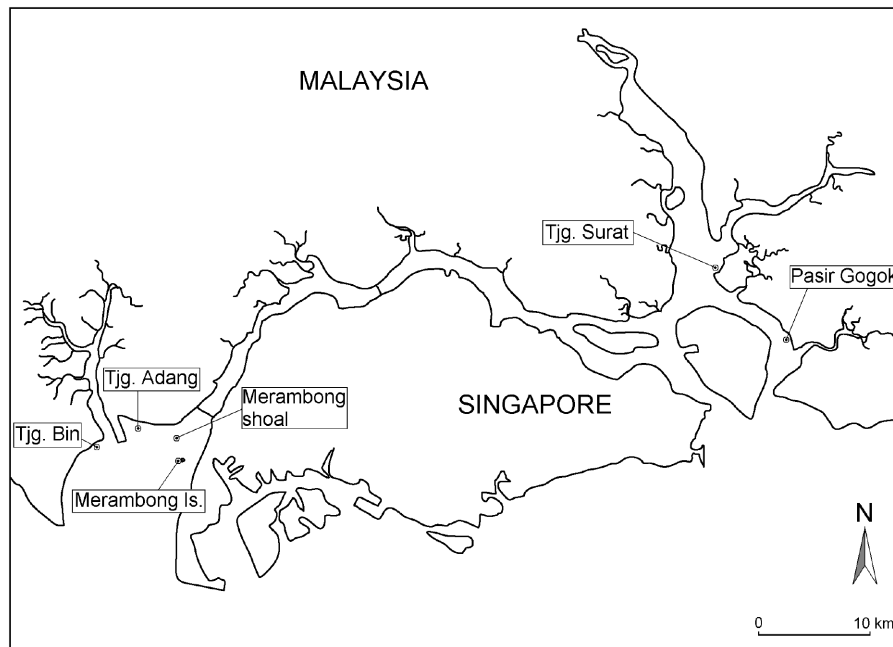 MALAYSIA
Tjg. Surat
Pasir Gogok
Tjg. Adang
Merambong
shoal
SINGAPORE
Tjg. Bin
Merambong Is.
N
0 10 km